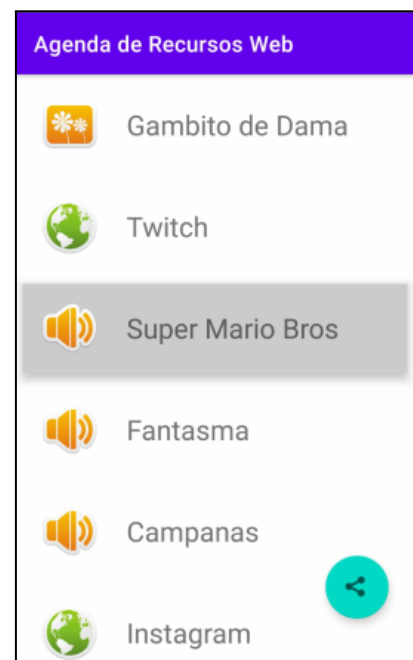 Agenda de Recursos Web
Gambito de Dama
Twitch
Super Mario Bros
Fantasma
Campanas
Instagram